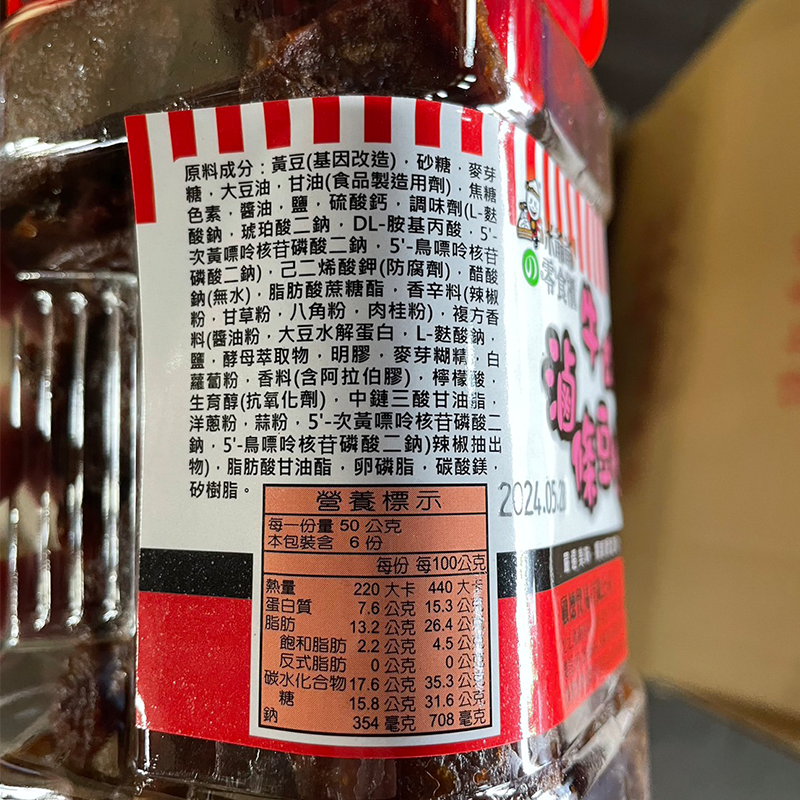 原料成分：黃豆(基因改造)，砂糖，麥芽
糖，大豆油，甘油(食品製造用劑)，焦糖
色素，醬油，鹽，硫酸鈣，調味劑(L-麩
酸鈉，琥珀酸二鈉，DL-胺基丙酸，5'-
次黃嘌呤核苷磷酸二鈉，5'-鳥嘌呤核苷
磷酸二鈉)，己二烯酸鉀(防腐劑)，醋酸
鈉(無水)，脂肪酸蔗糖酯，香辛料(辣椒
粉，甘草粉，八角粉，肉桂粉)，複方香
料(醬油粉，大豆水解蛋白，L-麩酸鈉，
鹽，酵母萃取物，明膠，麥芽糊精，白
蘿蔔粉，香料(含阿拉伯膠)，檸檬酸，
生育醇(抗氧化劑)，中鏈三酸甘油脂，
洋蔥粉，蒜粉，5'-次黃嘌呤核苷磷酸二
鈉，5'-鳥嘌呤核苷磷酸二鈉)辣椒抽出
物)，脂肪酸甘油酯，卵磷脂，碳酸鎂，
矽樹脂。
營養標示
每一份量 50 公克
本包裝含 6 份
每份 每100公克
熱量 220 大卡 440 大卡
蛋白質 7.6 公克 15.3 公克
脂肪 13.2 公克 26.4 公克
飽和脂肪 2.2 公克 4.5 公克
反式脂肪 0 公克 0 公克
碳水化合物 17.6 公克 35.3 公克
糖 15.8 公克 31.6 公克
鈉 354 毫克 708 毫克
の零食
滷
條豆
2024.05.20